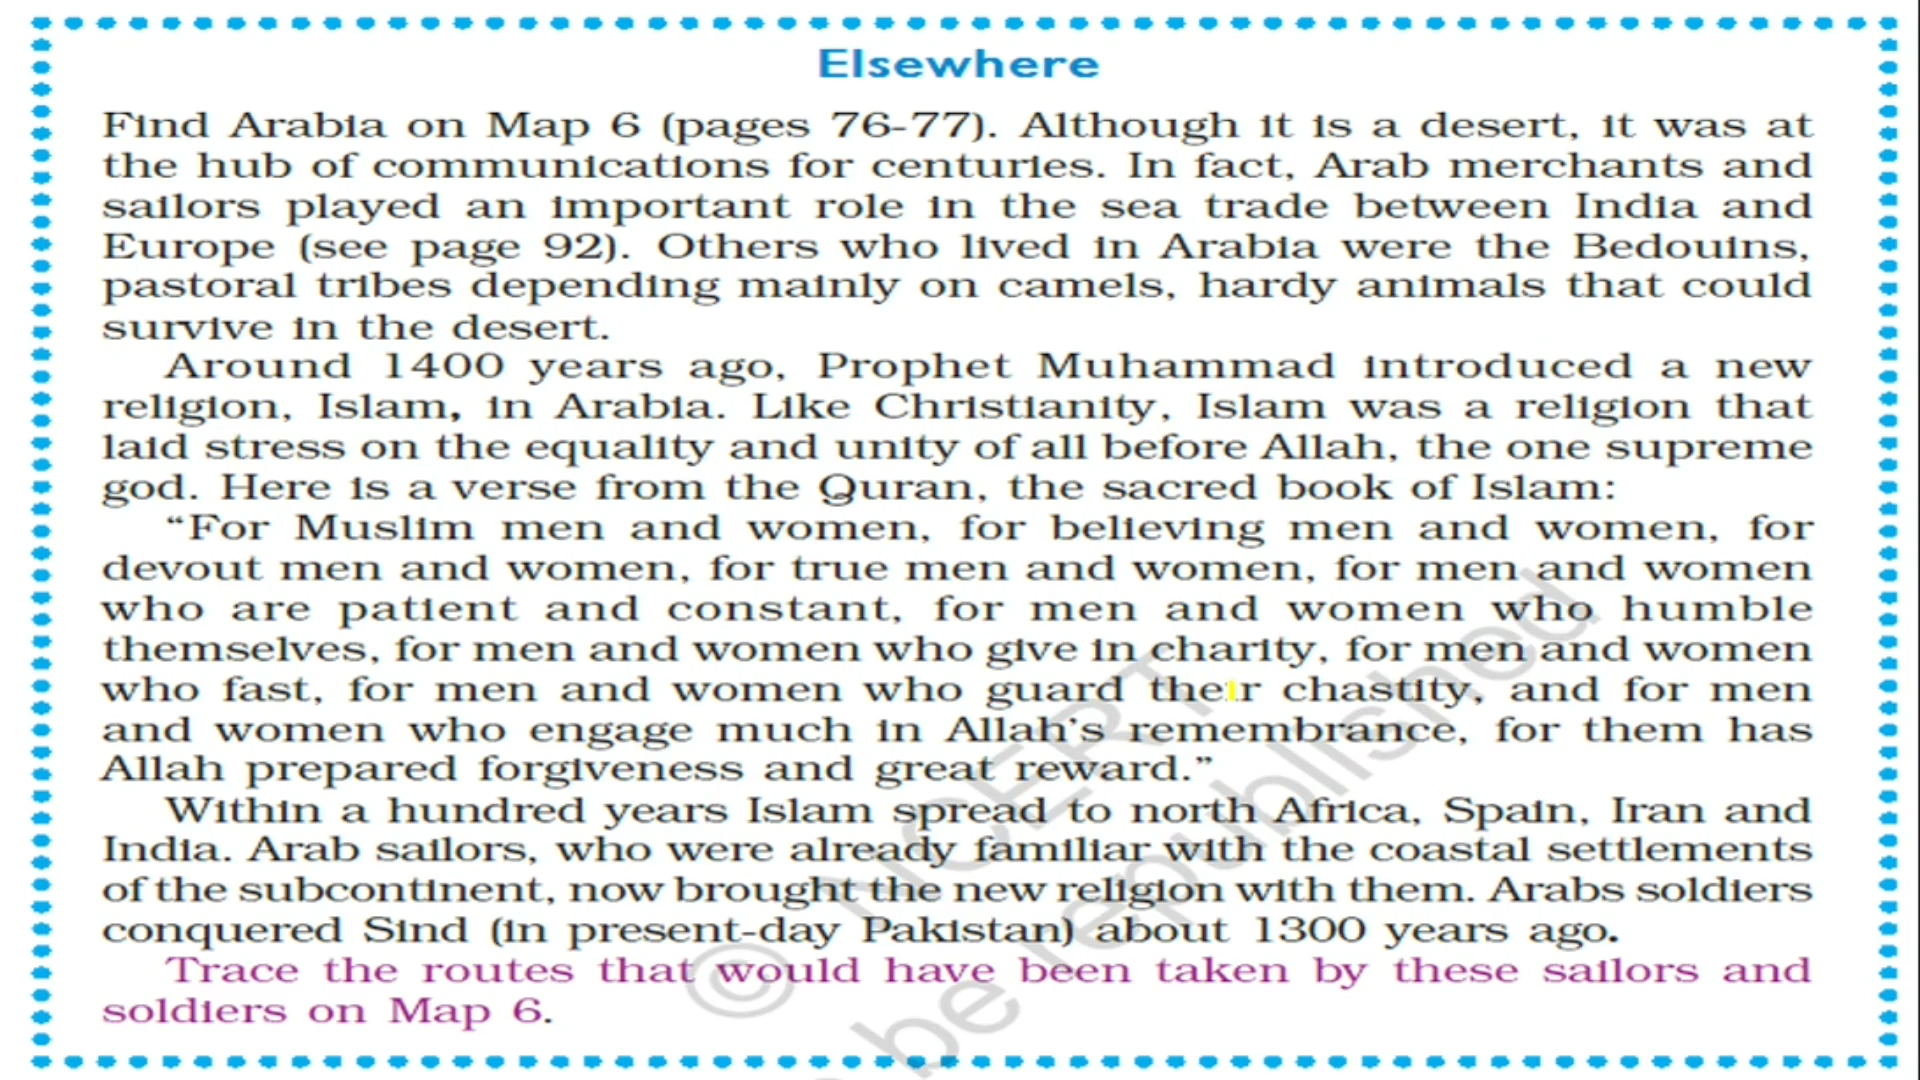 Elsewhere
Find Arabia on Map 6 (pages 76-77). Although it is a desert, it was at
the hub of communications for centuries. In fact, Arab merchants and
sailors played an important role in the sea trade between India and
Europe (see page 92). Others who lived in Arabia were the Bedouins,
pastoral tribes depending mainly on camels, hardy animals that could
survive in the desert.
Around 1400 years ago, Prophet Muhammad introduced a new
religion, Islam, in Arabia. Like Christianity, Islam was a religion that
laid stress on the equality and unity of all before Allah, the one supreme
god. Here is a verse from the Quran, the sacred book of Islam:
“For Muslim men and women, for believing men and women, for
devout men and women, for true men and women, for men and women
who are patient and constant, for men and women who humble
themselves, for men and women who give in charity, for men and women
who fast, for men and women who guard their chastity, and for men
and women who engage much in Allah’s remembrance, for them has
Allah prepared forgiveness and great reward.”
Within a hundred years Islam spread to north Africa, Spain, Iran and
India. Arab sailors, who were already familiar with the coastal settlements
of the subcontinent, now brought the new religion with them. Arabs soldiers
conquered Sind (in present-day Pakistan) about 1300 years ago.
Trace the routes that would have been taken by these sailors and
soldiers on Map 6.
© NCERT
be republished